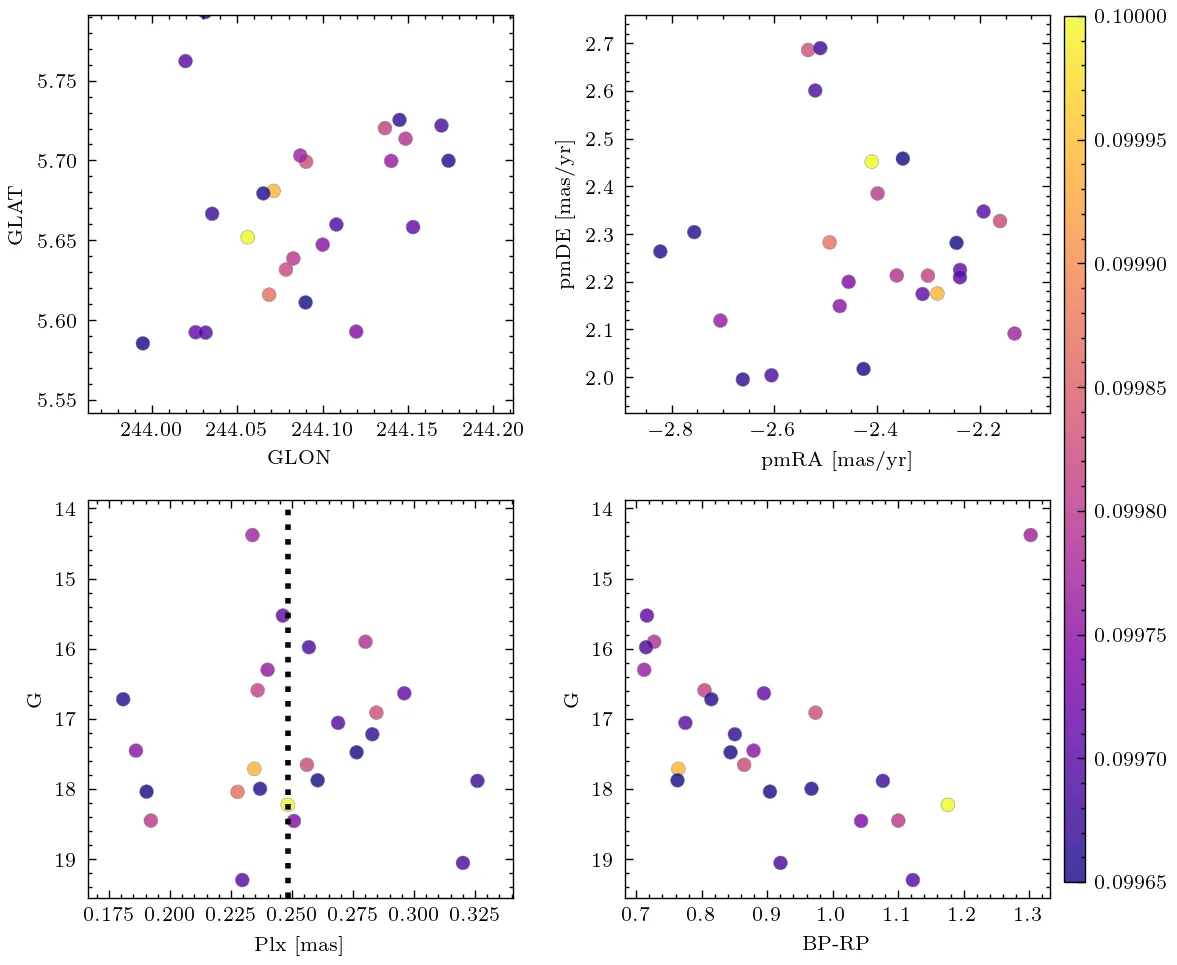 5.75
5.70
5.65
5.60
5.55
GLAT
244.00 244.05 244.10 244.15 244.20
GLON
2.7
2.6
2.5
2.4
2.3
2.2
2.1
2.0
pmDE [mas/yr]
−2.8 −2.6 −2.4 −2.2
pmRA [mas/yr]
0.10000
0.09995
0.09990
0.09985
0.09980
0.09975
0.09970
0.09965
14
15
16
17
18
19
G
0.175 0.200 0.225 0.250 0.275 0.300 0.325
Plx [mas]
14
15
16
17
18
19
G
0.7 0.8 0.9 1.0 1.1 1.2 1.3
BP-RP